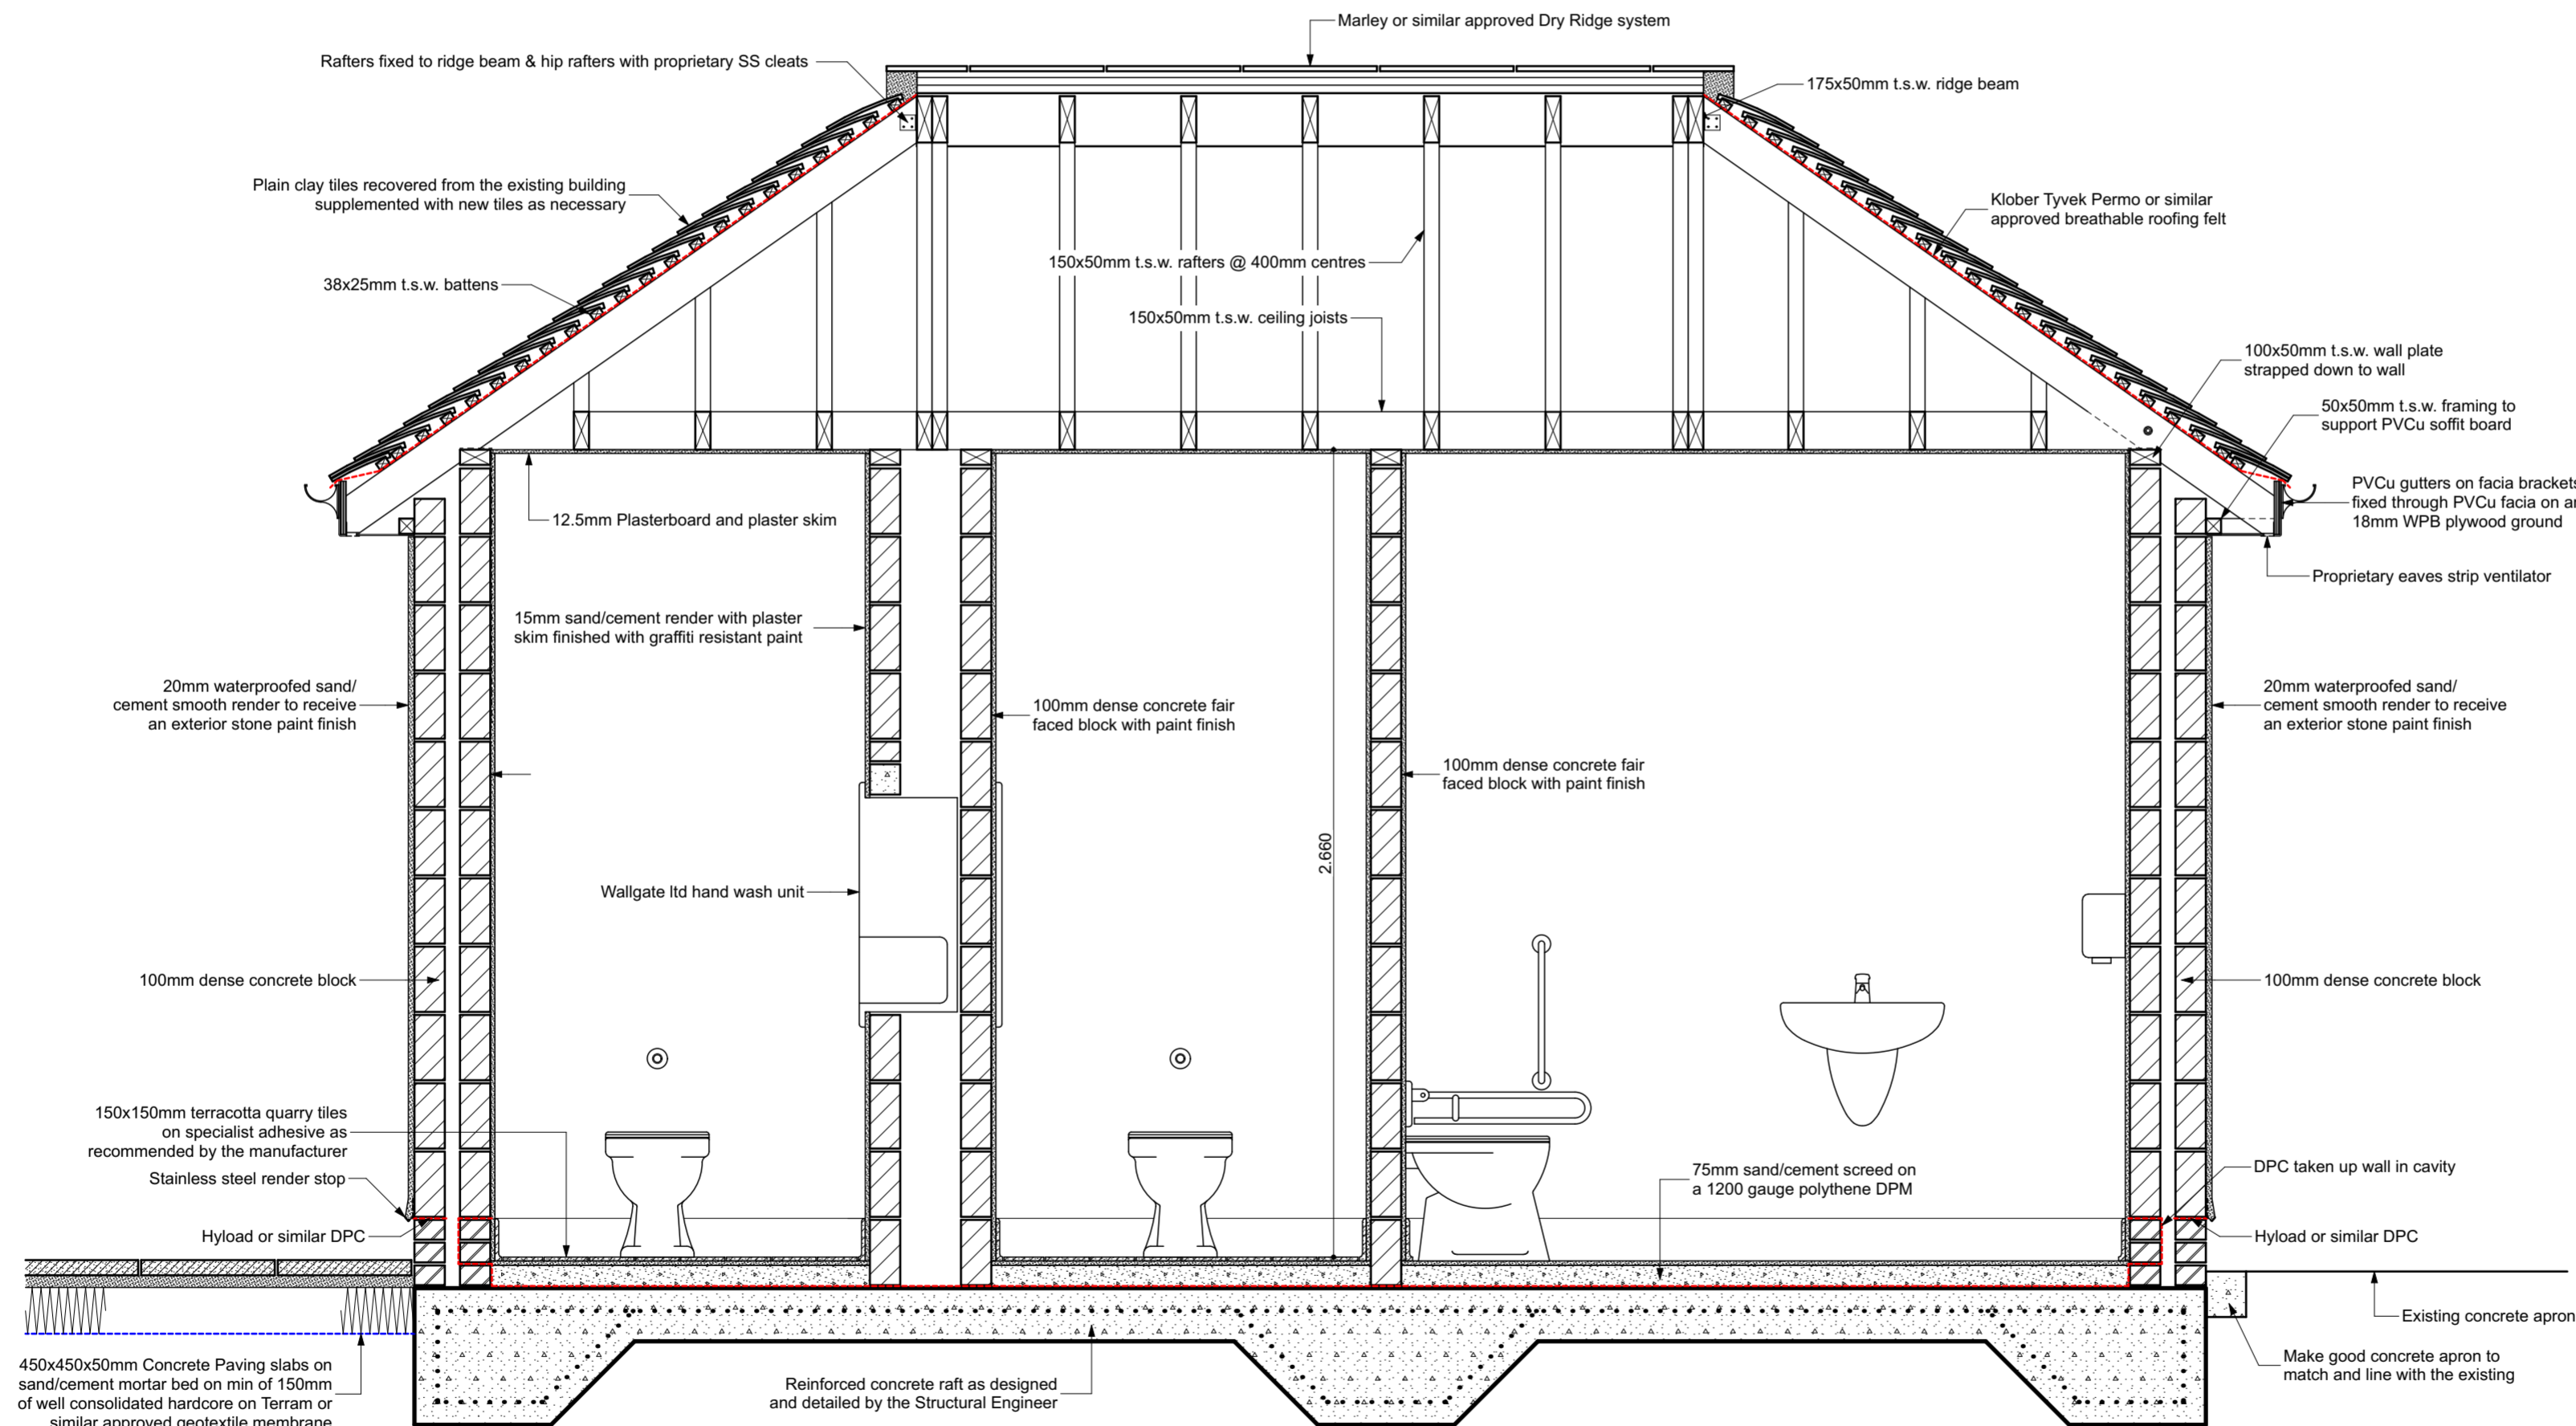 Marley or similar approved Dry Ridge system
Rafters fixed to ridge beam & hip rafters with proprietary SS cleats
175x50mm t.s.w. ridge beam
Plain clay tiles recovered from the existing building
supplemented with new tiles as necessary
Klober Tyvek Permo or similar
approved breathable roofing felt
150x50mm t.s.w. rafters @ 400mm centres
38x25mm t.s.w. battens
150x50mm t.s.w. ceiling joists
100x50mm t.s.w. wall plate
strapped down to wall
50x50mm t.s.w. framing to
support PVCu soffit board
PVCu gutters on facia brackets
fixed through PVCu facia on
18mm WPB plywood ground
12.5mm Plasterboard and plaster skim
Proprietary eaves strip ventilator
15mm sand/cement render with plaster
skim finished with graffiti resistant paint
20mm waterproofed sand/
cement smooth render to receive
an exterior stone paint finish
100mm dense concrete fair
faced block with paint finish
20mm waterproofed sand/
cement smooth render to receive
an exterior stone paint finish
100mm dense concrete fair
faced block with paint finish
2.660
Wallgate ltd hand wash unit
100mm dense concrete block
100mm dense concrete block
150x150mm terracotta quarry tiles
on specialist adhesive as
recommended by the manufacturer
Stainless steel render stop
75mm sand/cement screed on
a 1200 gauge polythene DPM
DPC taken up wall in cavity
Hyload or similar DPC
Hyload or similar DPC
Existing concrete apron
450x450x50mm Concrete Paving slabs on
sand/cement mortar bed on min of 150mm
of well consolidated hardcore on Terram or
similar approved geotextile membrane
Reinforced concrete raft as designed
and detailed by the Structural Engineer
Make good concrete apron to
match and line with the existing